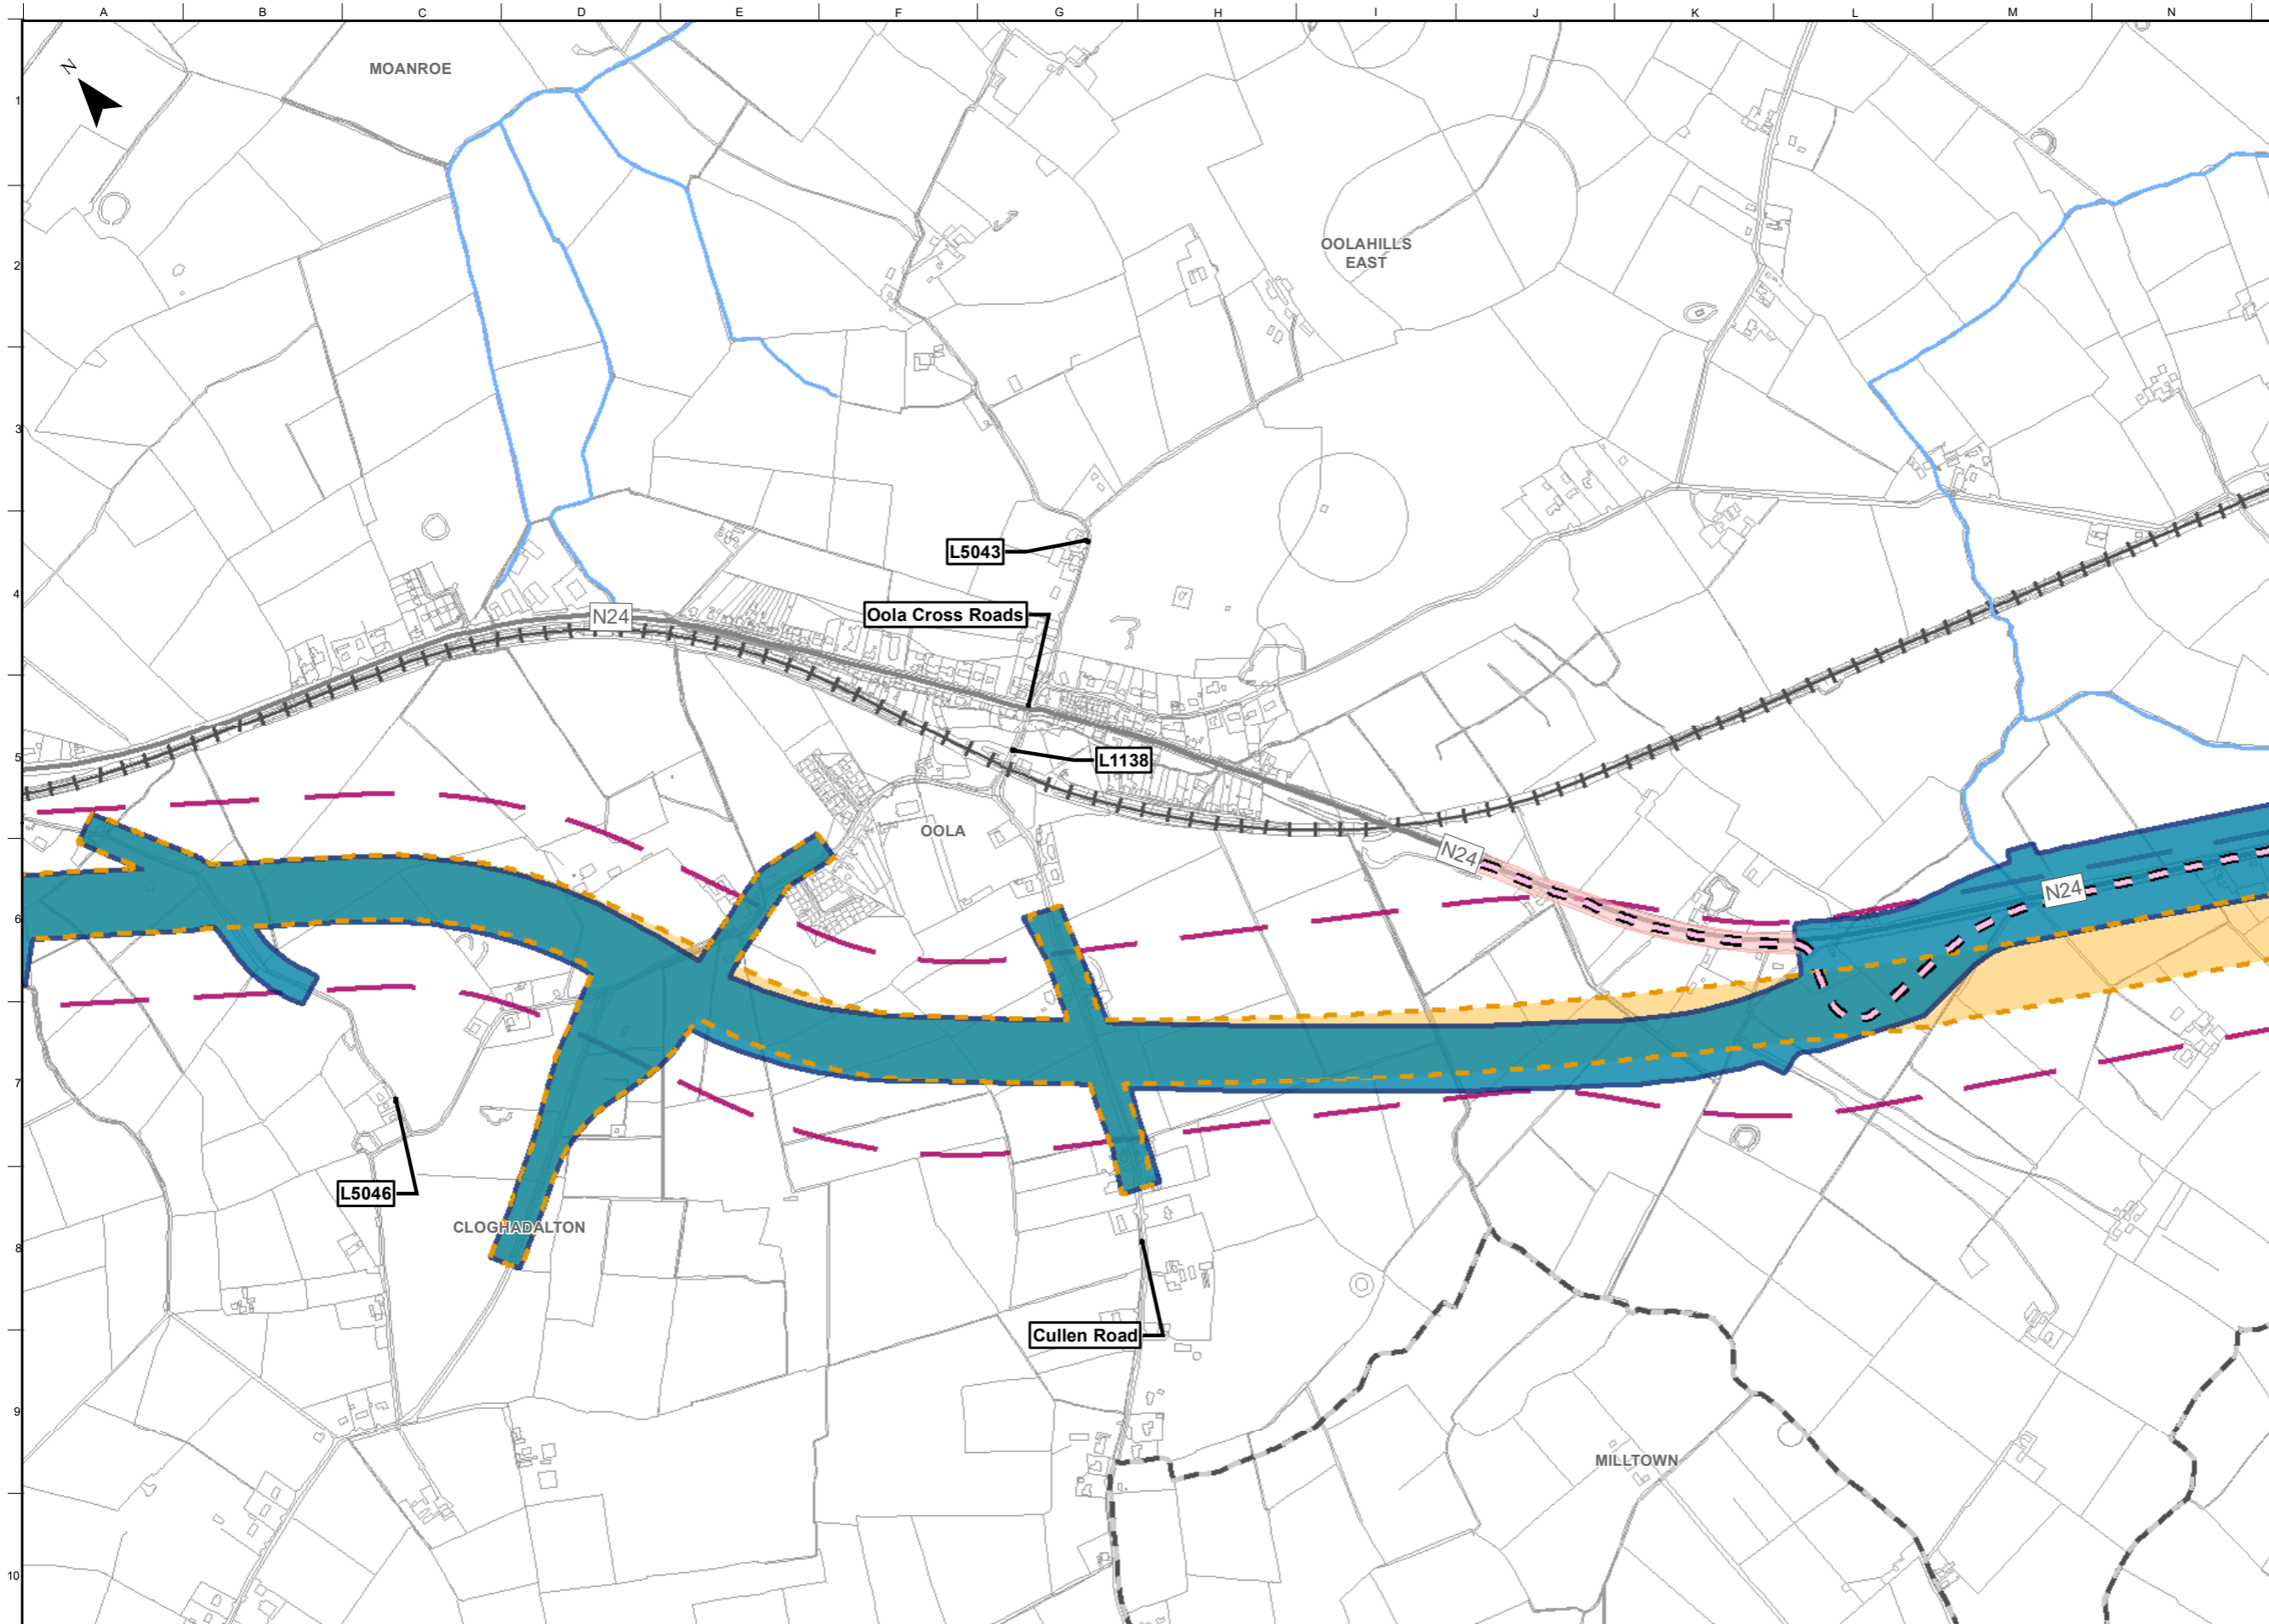 A B C D E F G H I J K L M N
N
MOANROE
1
OOLAHILLS
EAST
2
3
L5043
4
Oola Cross Roads
N24
5
L1138
OOLA
N24
N24
6
7
L5046
CLOGHADALTON
8
Cullen Road
9
MILLTOWN
10